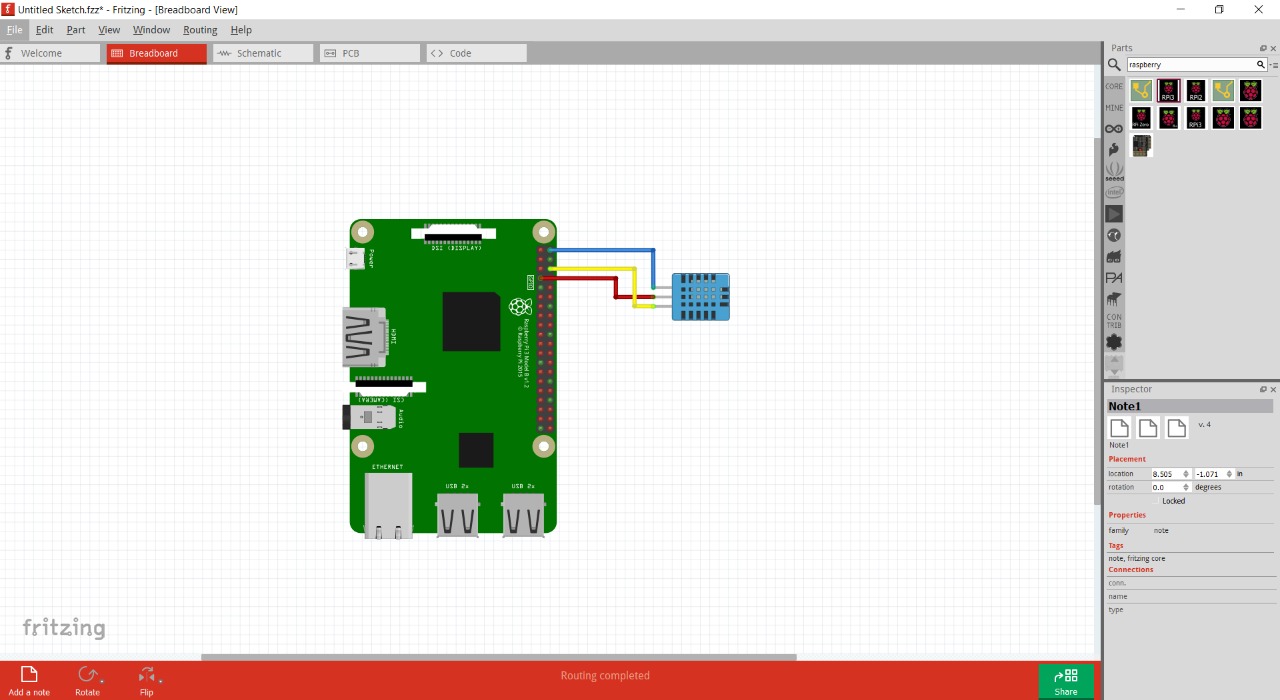 Untitled Sketch.fzz* - Fritzing - [Breadboard View]
File Edit Part View Window Routing Help
Welcome
Breadboard
Schematic
PCB
Code
Parts
raspberry
CORE
MINE
RPi3
RPi2
RPi Zero
RPi3
seeed
intel
PA
CON
TRIB
DSI (DISPLAY)
Power
HDMI
GPIO
Raspberry Pi 3 Model B v1.2
© Raspberry Pi 2015
CSI (CAMERA)
Audio
ETHERNET
USB 2x
USB 2x
fritzing
Inspector
Note1
v. 4
Note1
Placement
location 8.505 -1.071 in
rotation 0.0 degrees
Locked
Properties
family note
Tags
note, fritzing core
Connections
conn.
name
type
Add a note
Rotate
Flip
Routing completed
Share